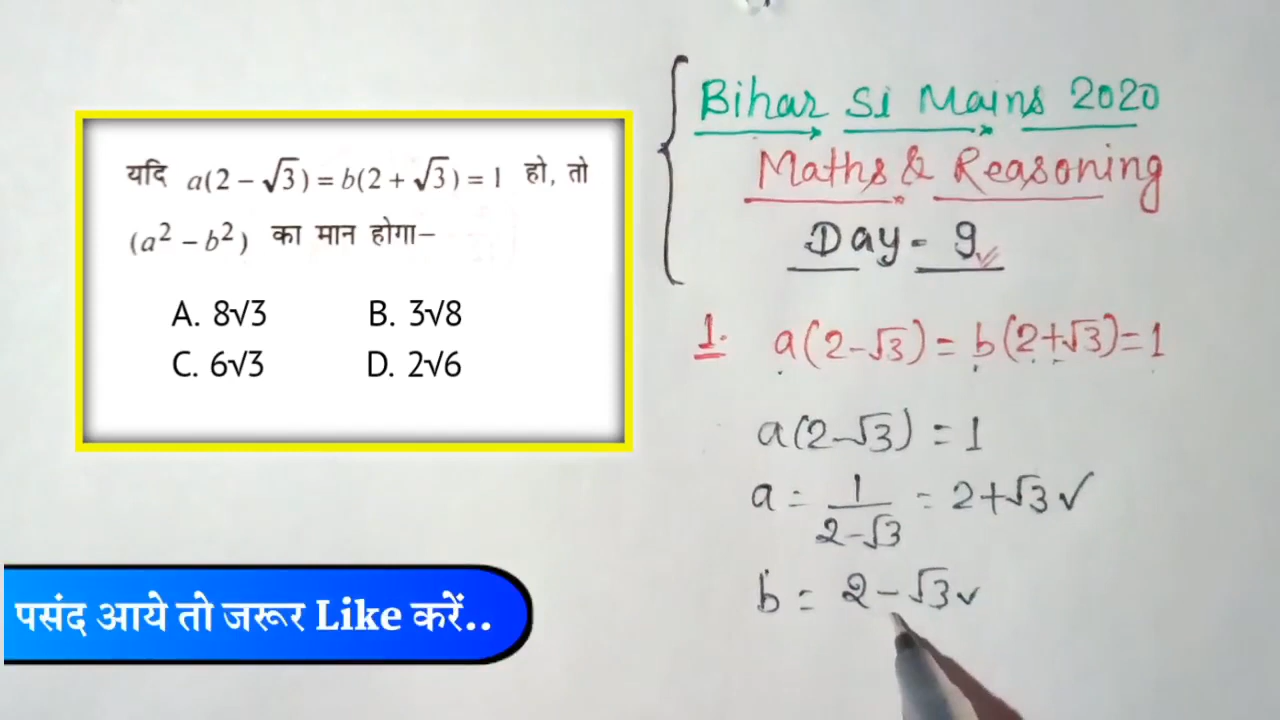 यदि a(2 − √3) = b(2 + √3) = 1 हो, तो
(a² − b²) का मान होगा−
A. 8√3 B. 3√8
C. 6√3 D. 2√6
पसंद आये तो जरूर Like करें..
Bihar SI Mains 2020
Maths & Reasoning
Day - 9
1. a(2-√3) = b(2+√3)=1
a(2-√3) = 1
a = 1/(2-√3) = 2+√3 ✓
b = 2-√3 ✓